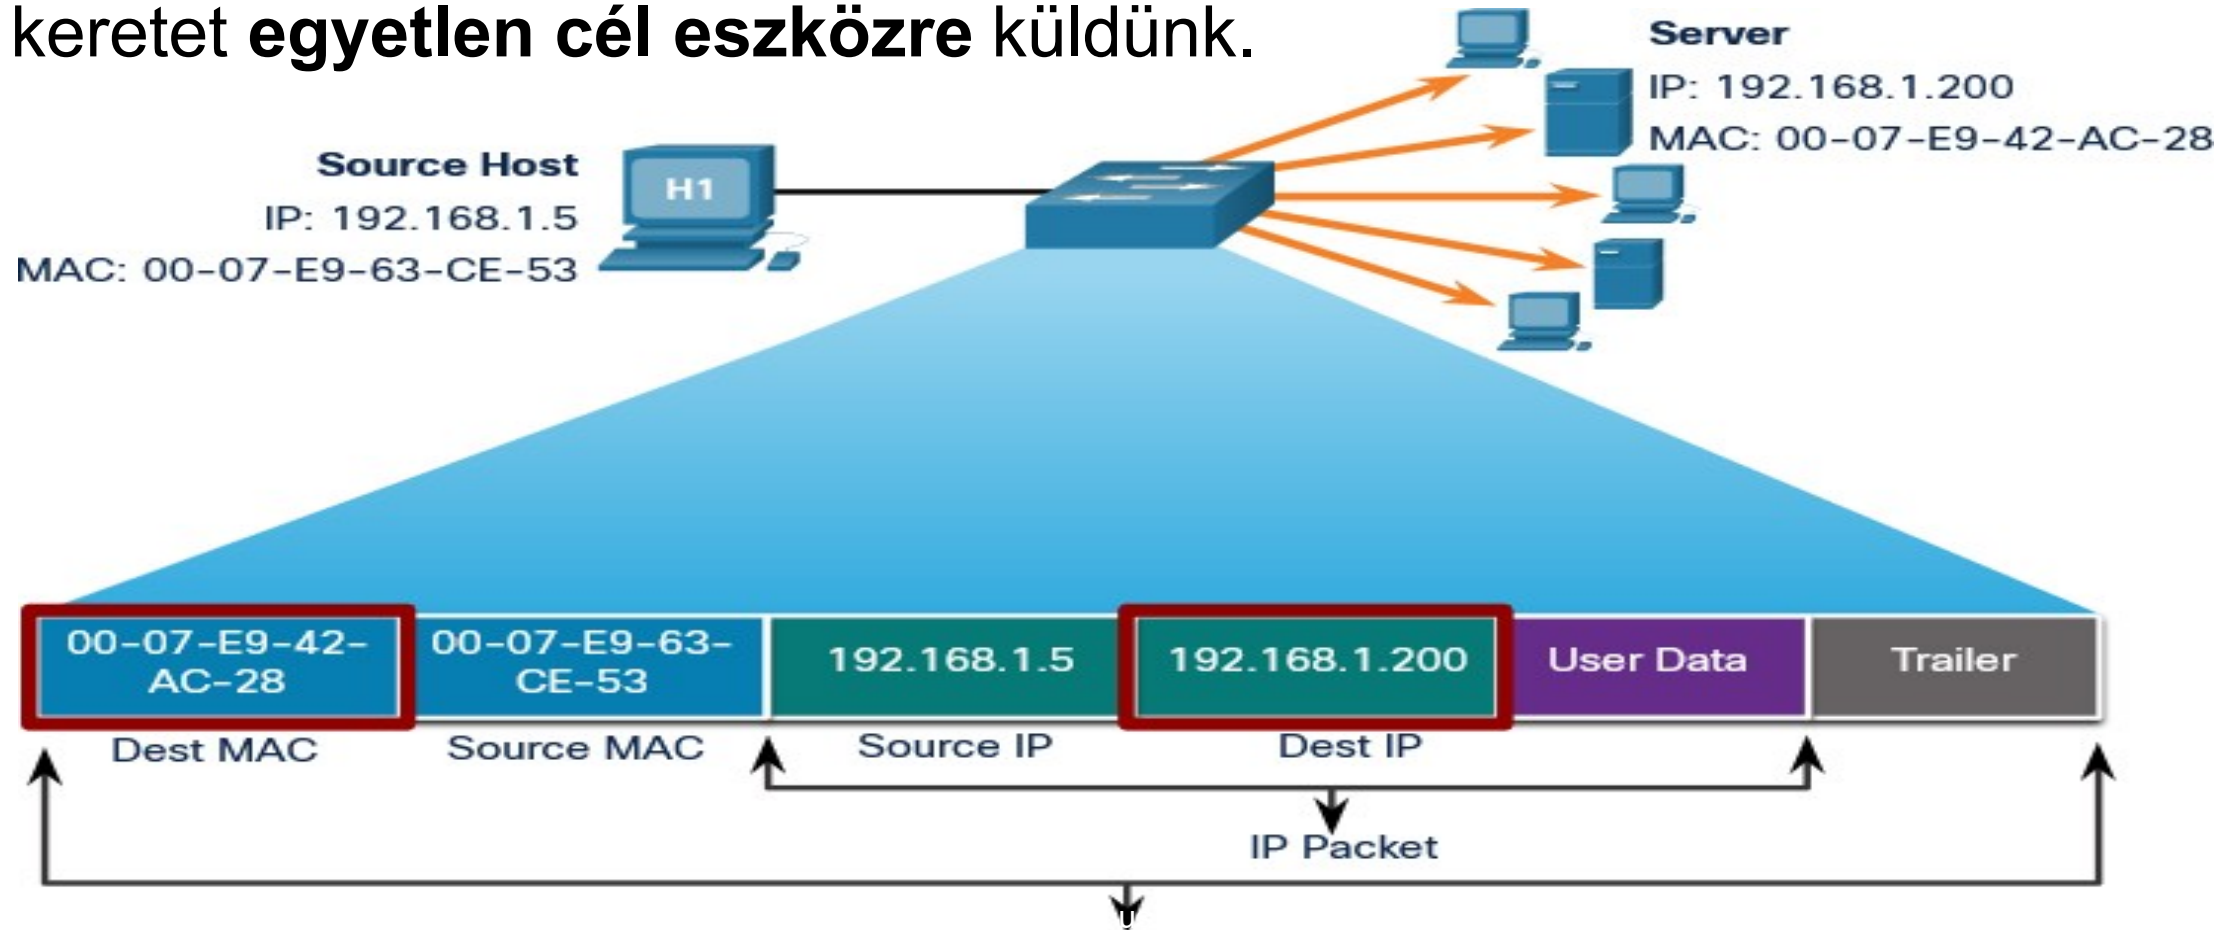 keretet egyetlen cél eszközre küldünk.
Server
IP: 192.168.1.200
MAC: 00-07-E9-42-AC-28
Source Host
IP: 192.168.1.5
MAC: 00-07-E9-63-CE-53
H1
00-07-E9-42-
AC-28
00-07-E9-63-
CE-53
192.168.1.5
192.168.1.200
User Data
Trailer
Dest MAC
Source MAC
Source IP
Dest IP
IP Packet